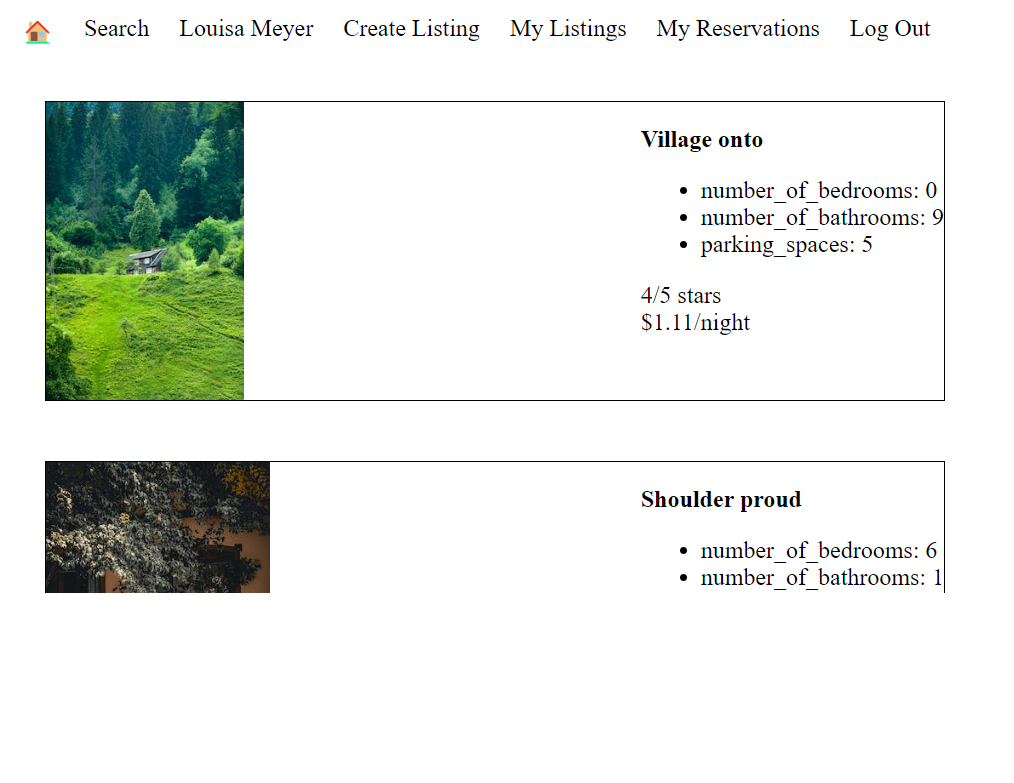 Search Louisa Meyer Create Listing My Listings My Reservations Log Out
Village onto
number_of_bedrooms: 0
number_of_bathrooms: 9
parking_spaces: 5
4/5 stars
$1.11/night
Shoulder proud
number_of_bedrooms: 6
number_of_bathrooms: 1